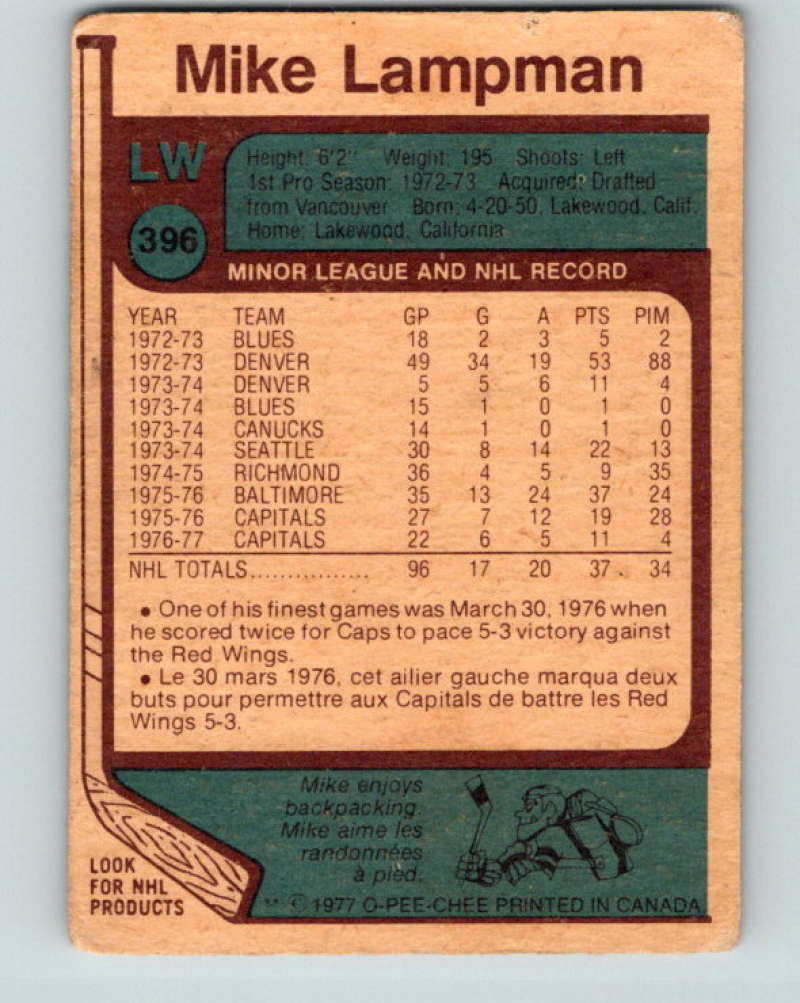 Mike Lampman
LW
396
Height: 6'2" Weight: 195 Shoots: Left
1st Pro Season: 1972-73 Acquired: Drafted
from Vancouver Born: 4-20-50, Lakewood, Calif.
Home: Lakewood, California
MINOR LEAGUE AND NHL RECORD
YEAR TEAM GP G A PTS PIM
1972-73 BLUES 18 2 3 5 2
1972-73 DENVER 49 34 19 53 88
1973-74 DENVER 5 5 6 11 4
1973-74 BLUES 15 1 0 1 0
1973-74 CANUCKS 14 1 0 1 0
1973-74 SEATTLE 30 8 14 22 13
1974-75 RICHMOND 36 4 5 9 35
1975-76 BALTIMORE 35 13 24 37 24
1975-76 CAPITALS 27 7 12 19 28
1976-77 CAPITALS 22 6 5 11 4
NHL TOTALS................ 96 17 20 37 34
• One of his finest games was March 30, 1976 when
he scored twice for Caps to pace 5-3 victory against
the Red Wings.
• Le 30 mars 1976, cet ailier gauche marqua deux
buts pour permettre aux Capitals de battre les Red
Wings 5-3.
Mike enjoys
backpacking.
Mike aime les
randonnées
à pied.
LOOK
FOR NHL
PRODUCTS
** © 1977 O-PEE-CHEE PRINTED IN CANADA